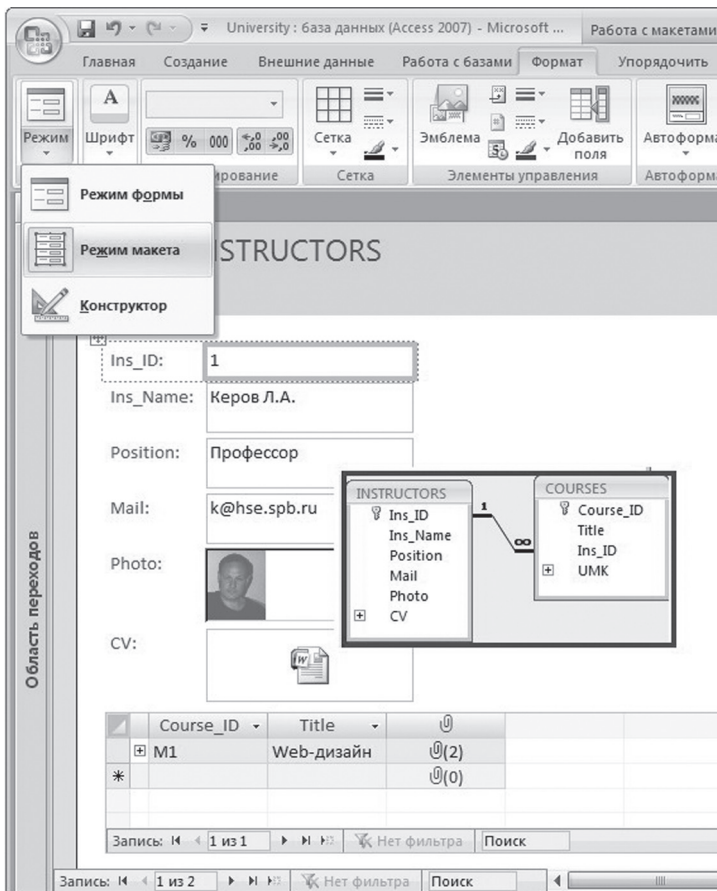 University : база данных (Access 2007) - Microsoft ...
Работа с макетами
Главная Создание Внешние данные Работа с базами Формат Упорядочить
Режим
Шрифт
% 000
Сетка
Эмблема
Добавить поля
Автоформа
ирование
Сетка
Элементы управления
Автоформ
Режим формы
Режим макета
Конструктор
STRUCTORS
Область переходов
Ins_ID: 1
Ins_Name: Керов Л.А.
Position: Профессор
Mail: k@hse.spb.ru
Photo:
CV:
INSTRUCTORS
Ins_ID
Ins_Name
Position
Mail
Photo
CV
1
∞
COURSES
Course_ID
Title
Ins_ID
UMK
Course_ID Title
M1 Web-дизайн (2)
(0)
Запись: 1 из 1 Нет фильтра Поиск
Запись: 1 из 2 Нет фильтра Поиск